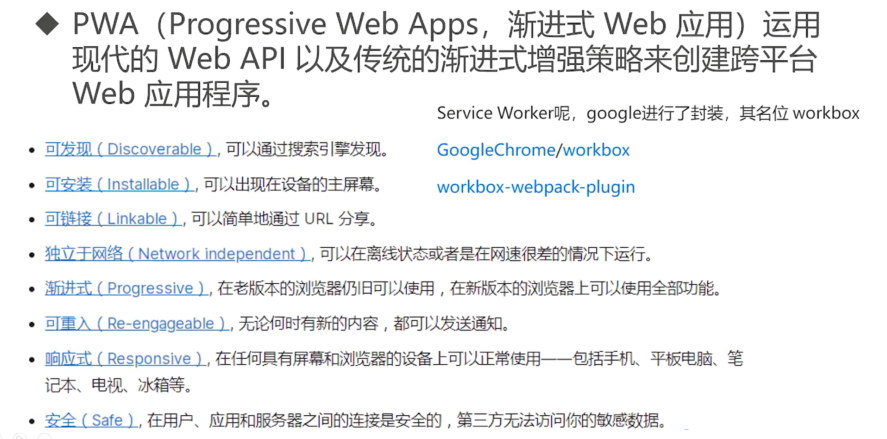 ◆ PWA（Progressive Web Apps，渐进式 Web 应用）运用
现代的 Web API 以及传统的渐进式增强策略来创建跨平台
Web 应用程序。
Service Worker呢，google进行了封装，其名位 workbox
• 可发现（Discoverable）, 可以通过搜索引擎发现。
GoogleChrome/workbox
• 可安装（Installable）, 可以出现在设备的主屏幕。
workbox-webpack-plugin
• 可链接（Linkable）, 可以简单地通过 URL 分享。
• 独立于网络（Network independent）, 可以在离线状态或者是在网速很差的情况下运行。
• 渐进式（Progressive）, 在老版本的浏览器仍旧可以使用，在新版本的浏览器上可以使用全部功能。
• 可重入（Re-engageable）, 无论何时有新的内容，都可以发送通知。
• 响应式（Responsive）, 在任何具有屏幕和浏览器的设备上可以正常使用——包括手机、平板电脑、笔
记本、电视、冰箱等。
• 安全（Safe）, 在用户、应用和服务器之间的连接是安全的，第三方无法访问你的敏感数据。